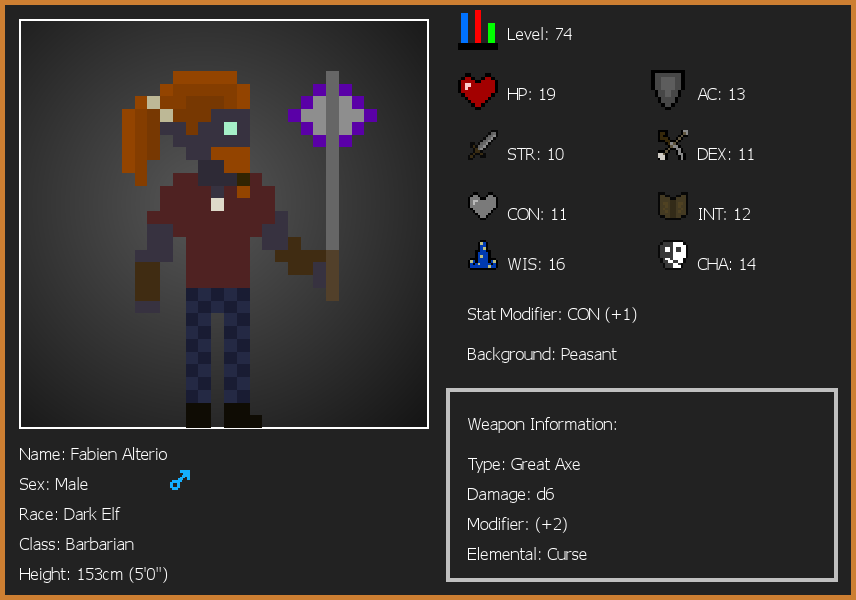 Level: 74
HP: 19
AC: 13
STR: 10
DEX: 11
CON: 11
INT: 12
WIS: 16
CHA: 14
Stat Modifier: CON (+1)
Background: Peasant
Weapon Information:
Type: Great Axe
Damage: d6
Modifier: (+2)
Elemental: Curse
Name: Fabien Alterio
Sex: Male
Race: Dark Elf
Class: Barbarian
Height: 153cm (5'0")